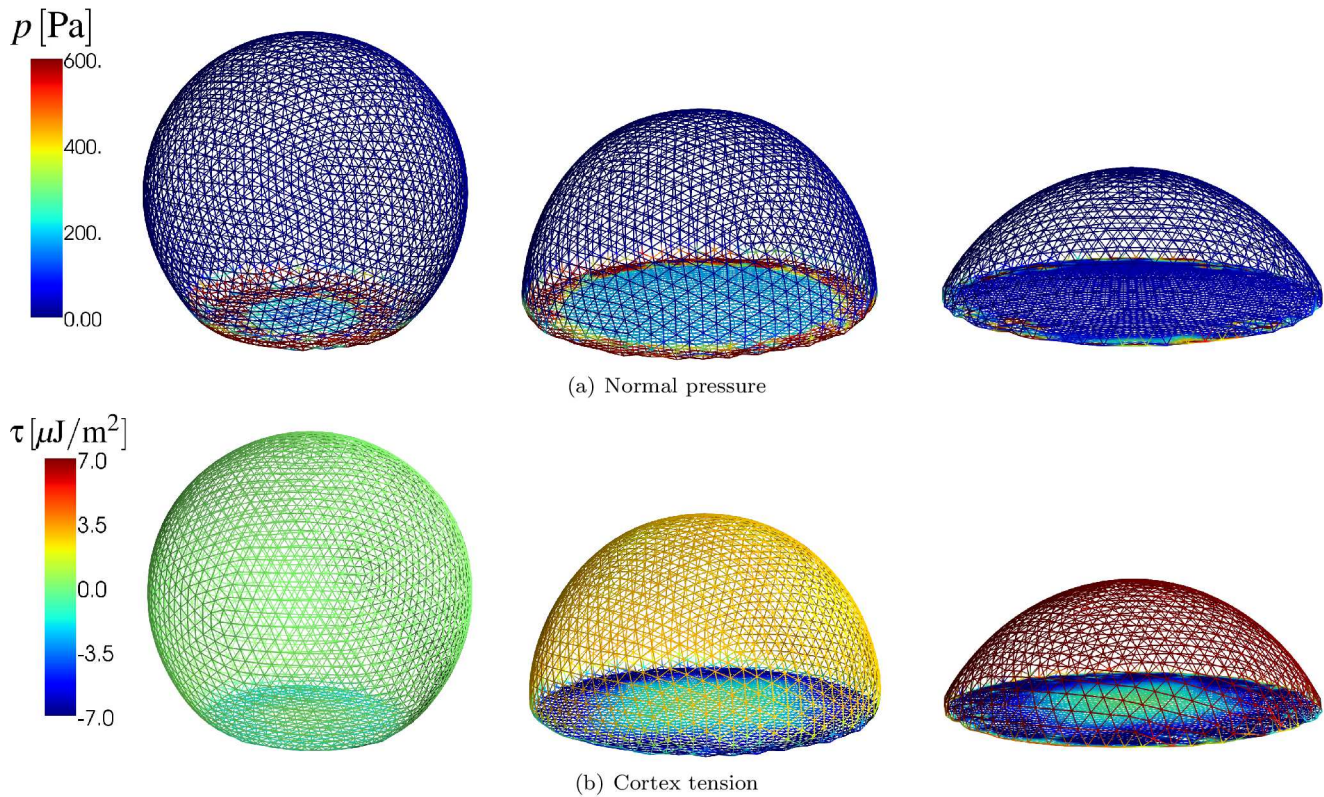 p [Pa]
600.
400.
200.
0.00
(a) Normal pressure
τ [μJ/m²]
7.0
3.5
0.0
-3.5
-7.0
(b) Cortex tension